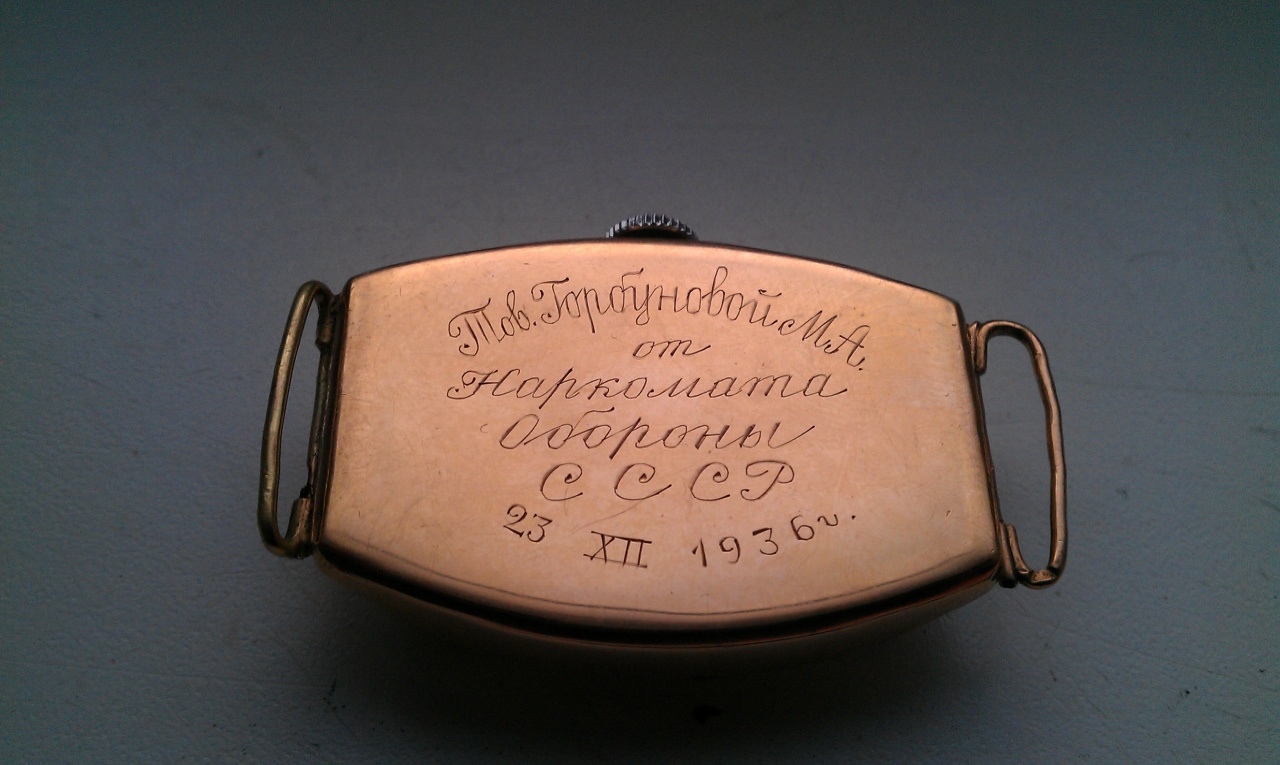 Тов. Горбуновой М.А.
от
Наркомата
Обороны
СССР
23 XII 1936г.